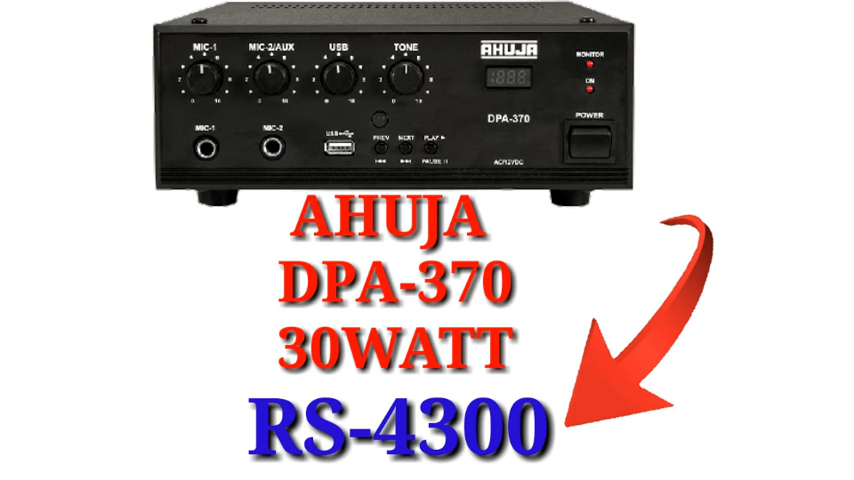 AHUJA
MIC-1 MIC-2/AUX USB TONE
MONITOR
ON
DPA-370
POWER
MIC-1 MIC-2 USB
PREV NEXT PLAY
PAUSE
AC/12VDC
AHUJA
DPA-370
30WATT
RS-4300